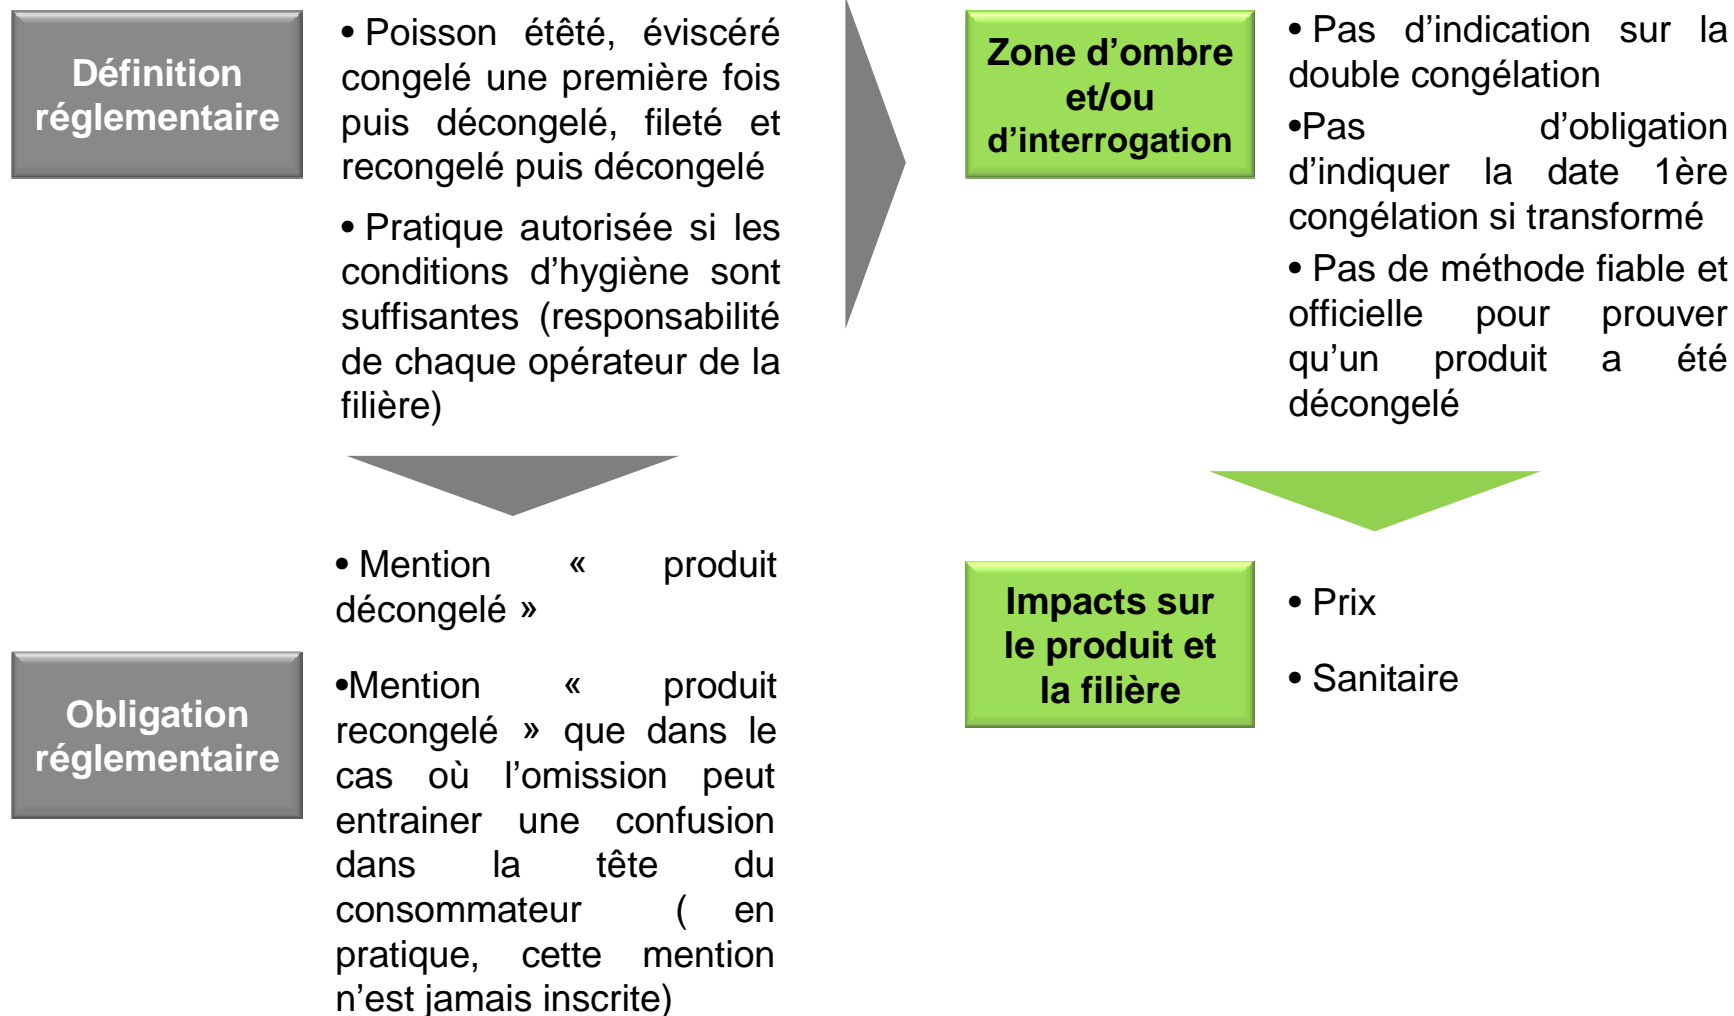 Définition
réglementaire
• Poisson étêté, éviscéré
congelé une première fois
puis décongelé, fileté et
recongelé puis décongelé
• Pratique autorisée si les
conditions d’hygiène sont
suffisantes (responsabilité
de chaque opérateur de la
filière)
Zone d’ombre
et/ou
d’interrogation
• Pas d’indication sur la
double congélation
•Pas d’obligation
d’indiquer la date 1ère
congélation si transformé
• Pas de méthode fiable et
officielle pour prouver
qu’un produit a été
décongelé
Obligation
réglementaire
• Mention « produit
décongelé »
•Mention « produit
recongelé » que dans le
cas où l’omission peut
entrainer une confusion
dans la tête du
consommateur ( en
pratique, cette mention
n’est jamais inscrite)
Impacts sur
le produit et
la filière
• Prix
• Sanitaire